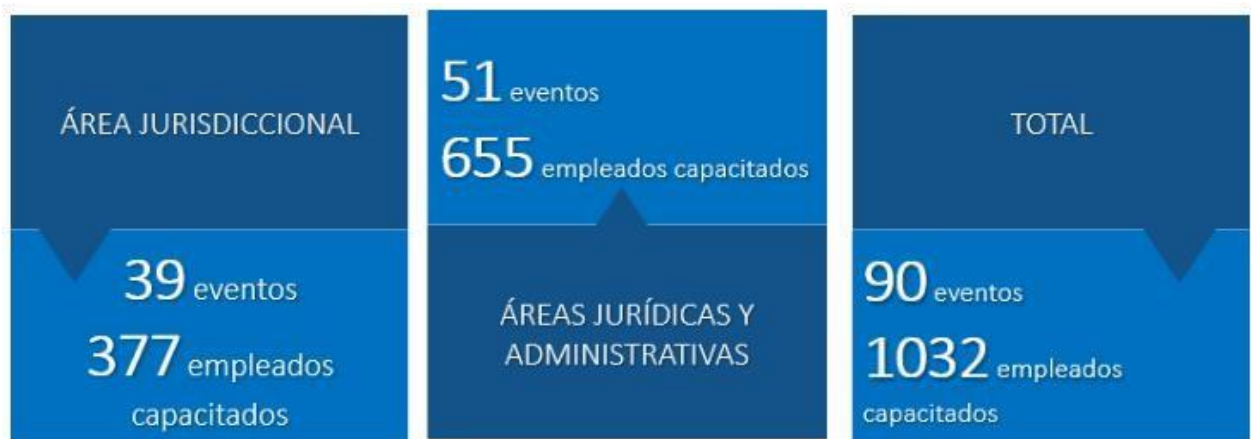 ÁREA JURISDICCIONAL
39 eventos
377 empleados
capacitados
51 eventos
655 empleados capacitados
ÁREAS JURÍDICAS Y
ADMINISTRATIVAS
TOTAL
90 eventos
1032 empleados
capacitados